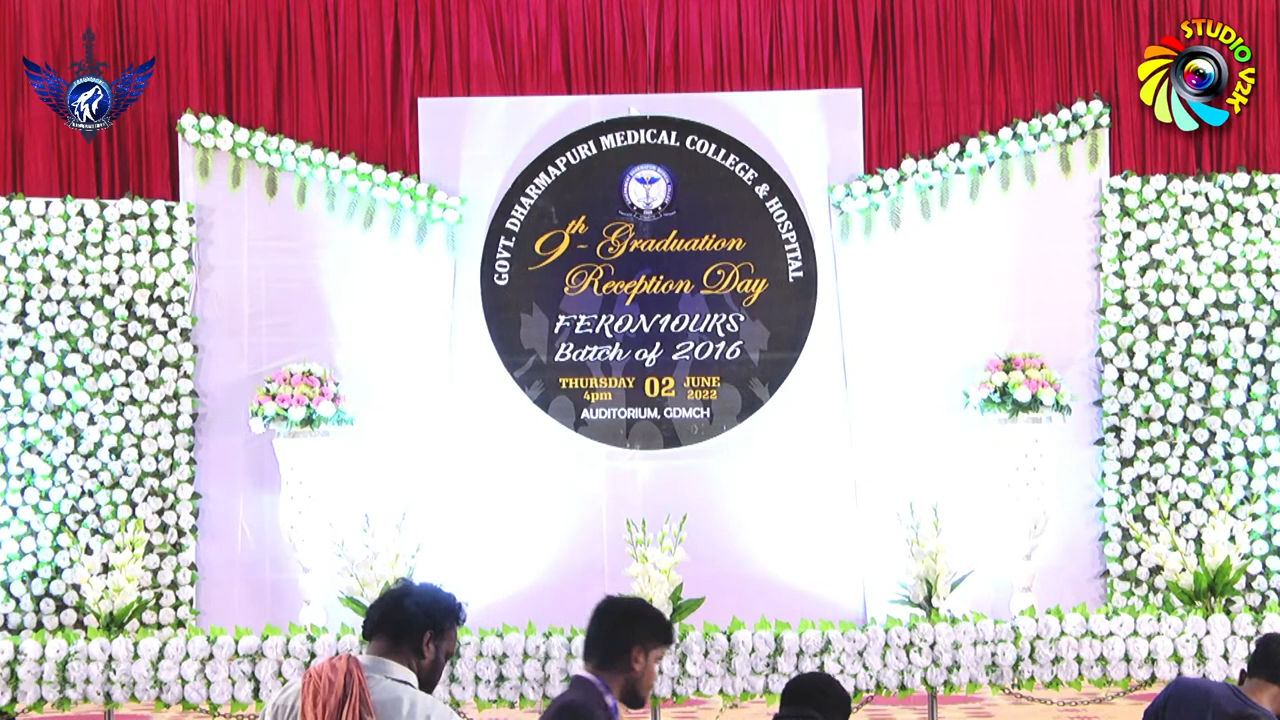 STUDIO V2K
GOVT. DHARMAPURI MEDICAL COLLEGE & HOSPITAL
9th - Graduation
Reception Day
FERON10URS
Batch of 2016
THURSDAY 02 JUNE
4pm 2022
AUDITORIUM, GDMCH